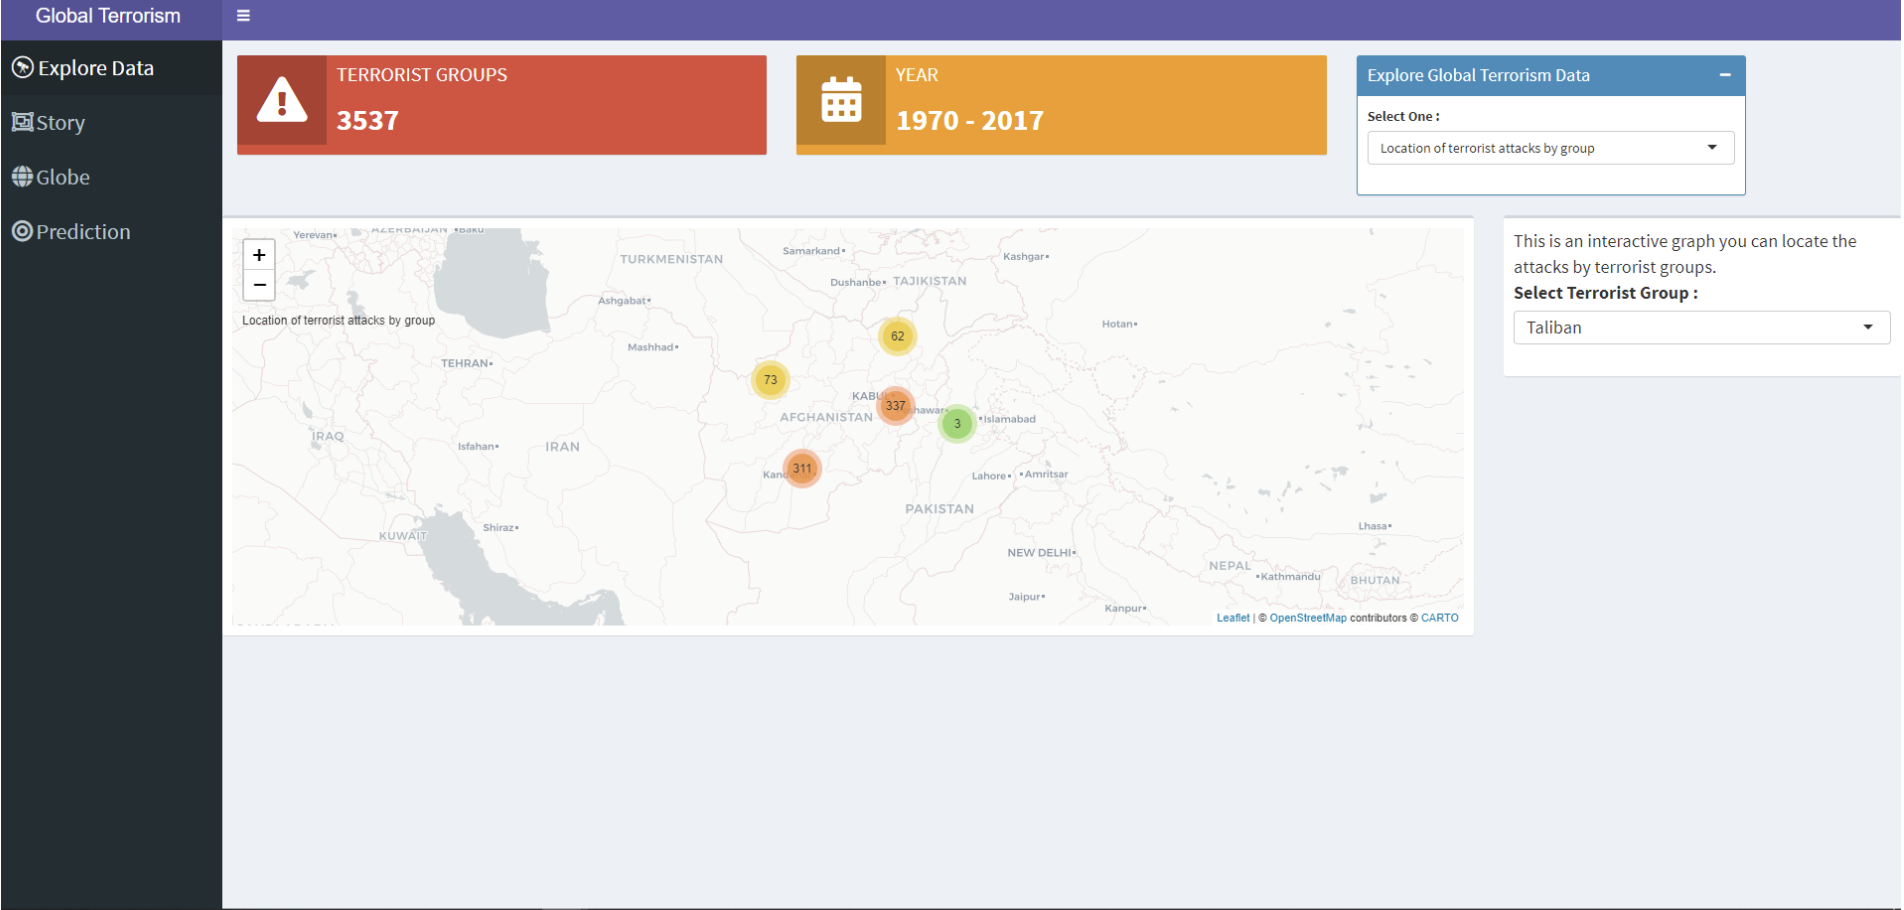 Global Terrorism
Explore Data
Story
Globe
Prediction
TERRORIST GROUPS
3537
YEAR
1970 - 2017
Explore Global Terrorism Data
Select One :
Location of terrorist attacks by group
+
−
Location of terrorist attacks by group
Yerevan
AZERBAIJAN
Baku
TURKMENISTAN
Samarkand
Kashgar
Dushanbe
TAJIKISTAN
Ashgabat
Hotan
62
Mashhad
TEHRAN
73
KABUL
337
AFGHANISTAN
3
Islamabad
IRAQ
Isfahan
IRAN
311
Lahore
Amritsar
PAKISTAN
KUWAIT
Shiraz
Lhasa
NEW DELHI
NEPAL
Kathmandu
BHUTAN
Jaipur
Kanpur
Leaflet | © OpenStreetMap contributors © CARTO
This is an interactive graph you can locate the
attacks by terrorist groups.
Select Terrorist Group :
Taliban